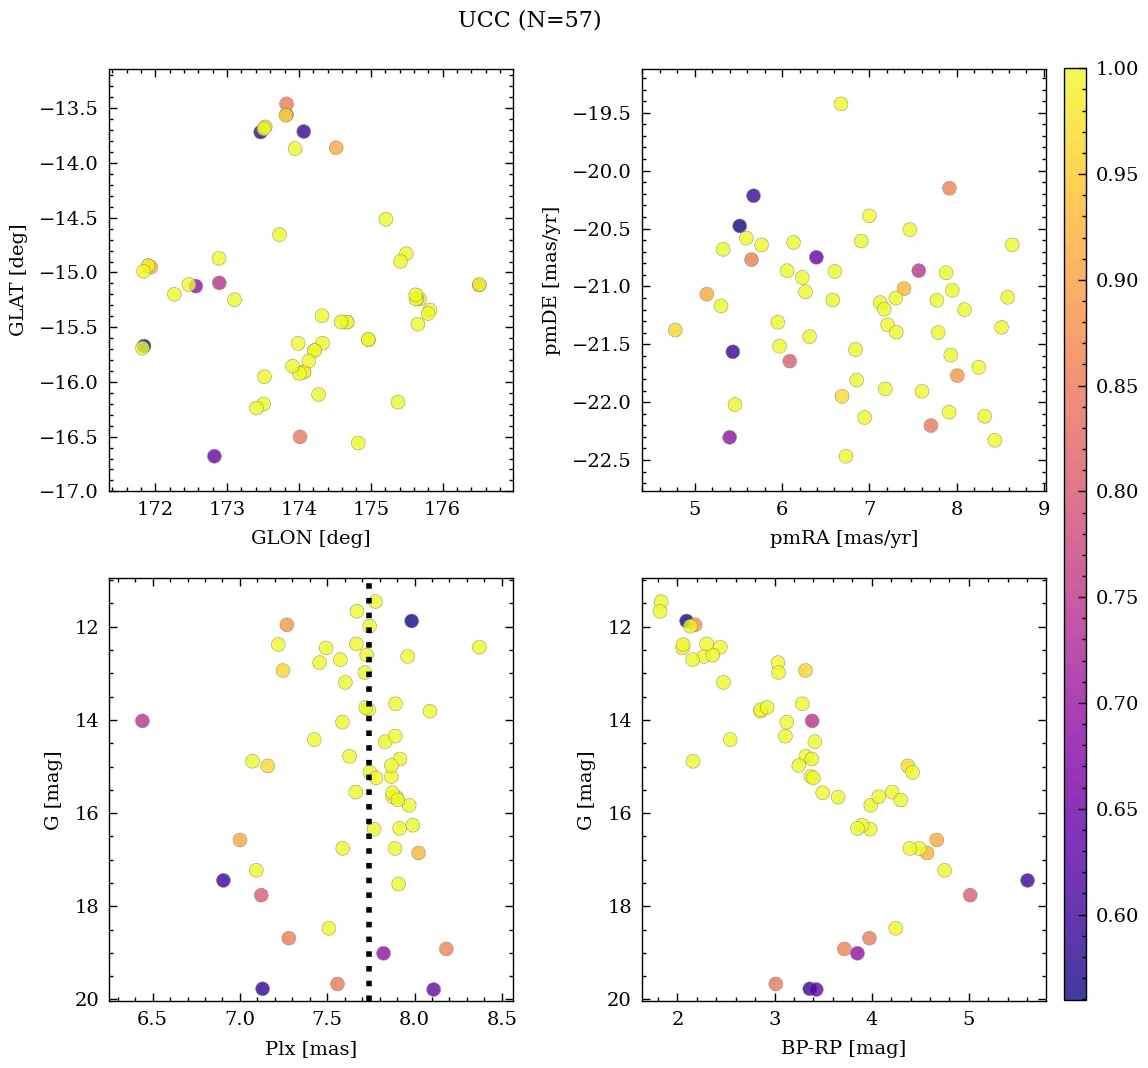 UCC (N=57)
−13.5
−14.0
−14.5
−15.0
−15.5
−16.0
−16.5
−17.0
GLAT [deg]
172 173 174 175 176
GLON [deg]
−19.5
−20.0
−20.5
−21.0
−21.5
−22.0
−22.5
pmDE [mas/yr]
5 6 7 8 9
pmRA [mas/yr]
12
14
16
18
20
G [mag]
6.5 7.0 7.5 8.0 8.5
Plx [mas]
12
14
16
18
20
G [mag]
2 3 4 5
BP-RP [mag]
1.00
0.95
0.90
0.85
0.80
0.75
0.70
0.65
0.60